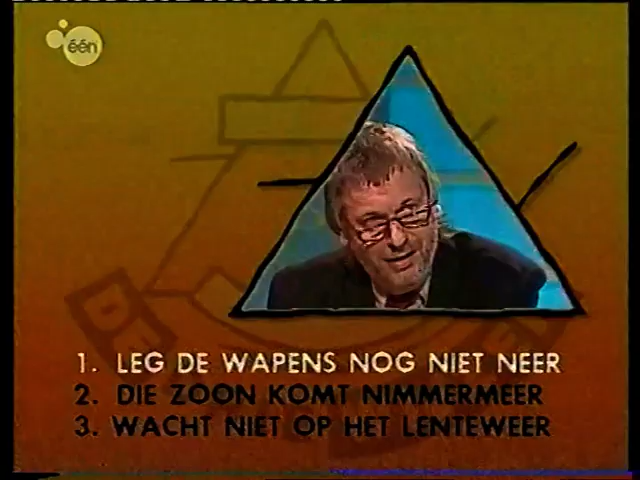 één
1. LEG DE WAPENS NOG NIET NEER
2. DIE ZOON KOMT NIMMERMEER
3. WACHT NIET OP HET LENTEWEER